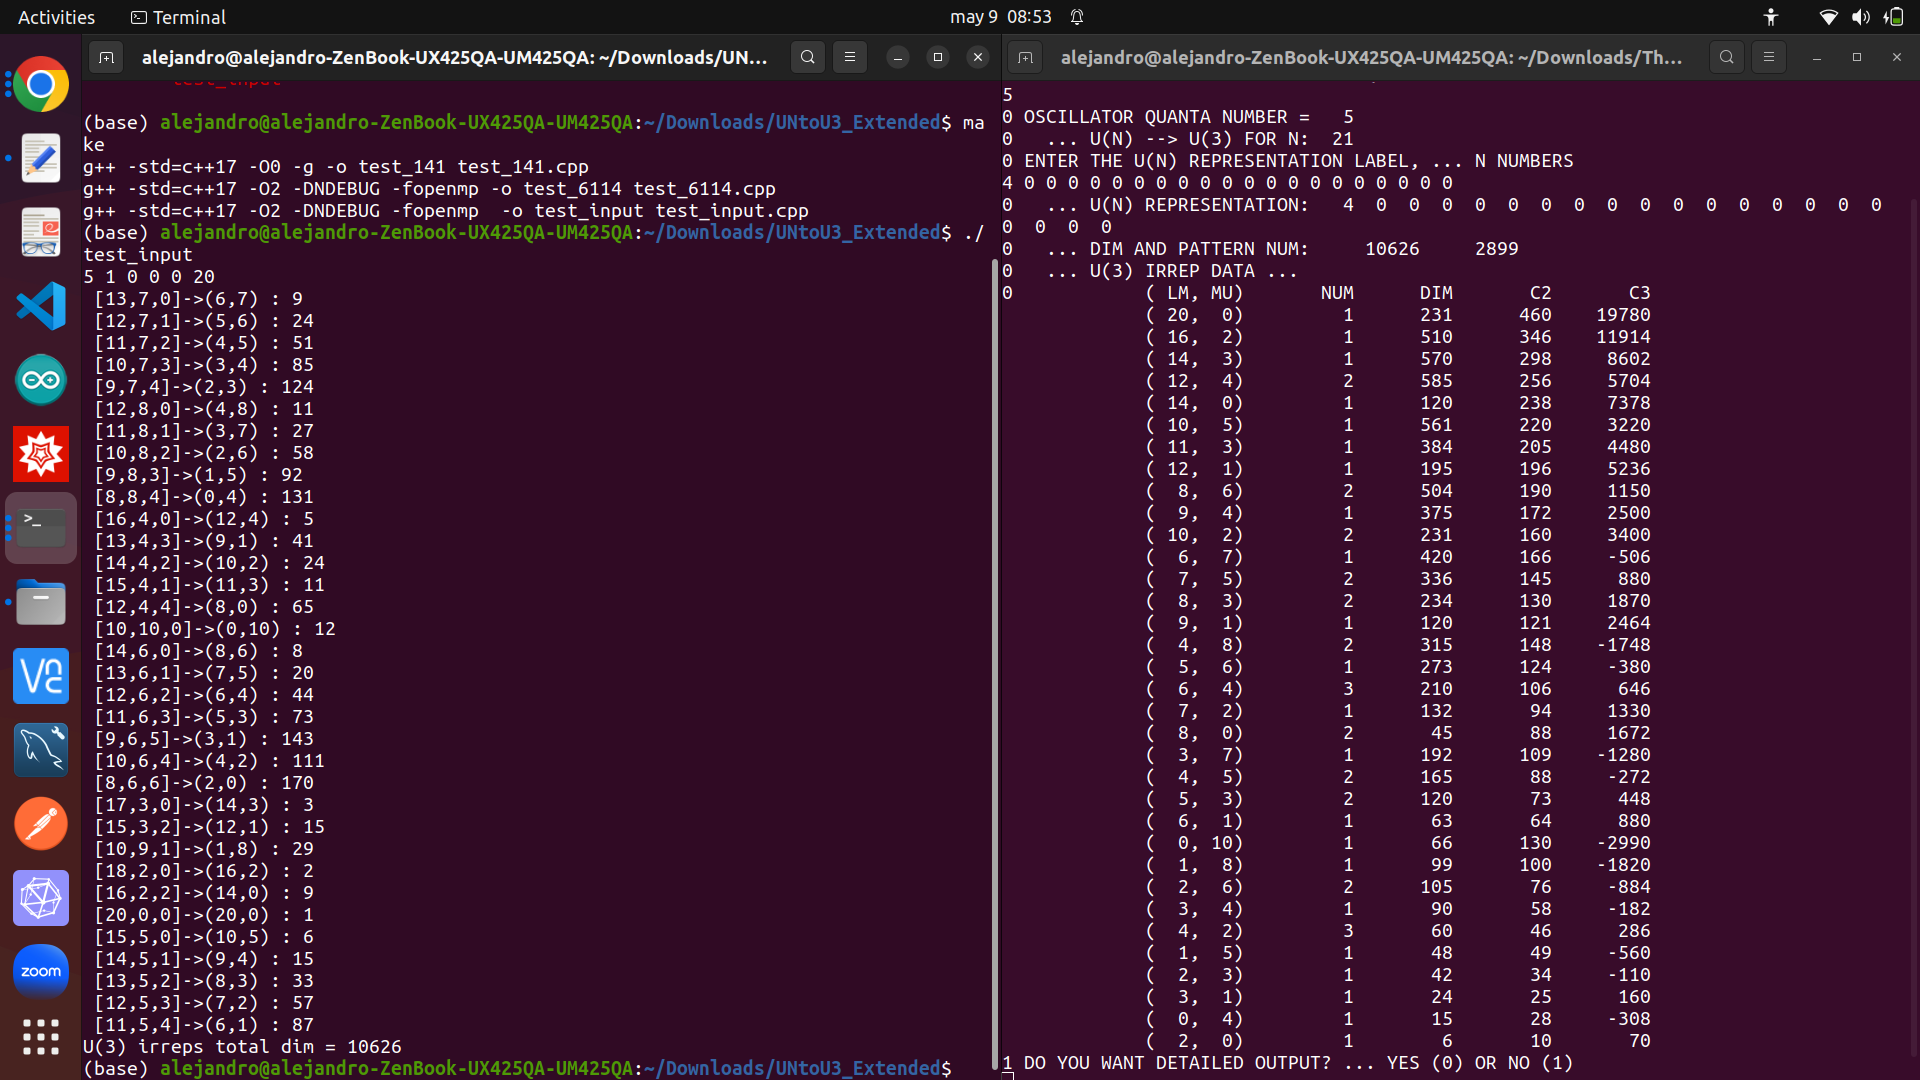 Activities
Terminal
may 9 08:53
alejandro@alejandro-ZenBook-UX425QA-UM425QA: ~/Downloads/UN...
test_input
(base) alejandro@alejandro-ZenBook-UX425QA-UM425QA:~/Downloads/UNtoU3_Extended$ ma
ke
g++ -std=c++17 -O0 -g -o test_141 test_141.cpp
g++ -std=c++17 -O2 -DNDEBUG -fopenmp -o test_6114 test_6114.cpp
g++ -std=c++17 -O2 -DNDEBUG -fopenmp  -o test_input test_input.cpp
(base) alejandro@alejandro-ZenBook-UX425QA-UM425QA:~/Downloads/UNtoU3_Extended$ ./
test_input
5 1 0 0 0 20
[13,7,0]->(6,7) : 9
[12,7,1]->(5,6) : 24
[11,7,2]->(4,5) : 51
[10,7,3]->(3,4) : 85
[9,7,4]->(2,3) : 124
[12,8,0]->(4,8) : 11
[11,8,1]->(3,7) : 27
[10,8,2]->(2,6) : 58
[9,8,3]->(1,5) : 92
[8,8,4]->(0,4) : 131
[16,4,0]->(12,4) : 5
[13,4,3]->(9,1) : 41
[14,4,2]->(10,2) : 24
[15,4,1]->(11,3) : 11
[12,4,4]->(8,0) : 65
[10,10,0]->(0,10) : 12
[14,6,0]->(8,6) : 8
[13,6,1]->(7,5) : 20
[12,6,2]->(6,4) : 44
[11,6,3]->(5,3) : 73
[9,6,5]->(3,1) : 143
[10,6,4]->(4,2) : 111
[8,6,6]->(2,0) : 170
[17,3,0]->(14,3) : 3
[15,3,2]->(12,1) : 15
[10,9,1]->(1,8) : 29
[18,2,0]->(16,2) : 2
[16,2,2]->(14,0) : 9
[20,0,0]->(20,0) : 1
[15,5,0]->(10,5) : 6
[14,5,1]->(9,4) : 15
[13,5,2]->(8,3) : 33
[12,5,3]->(7,2) : 57
[11,5,4]->(6,1) : 87
U(3) irreps total dim = 10626
(base) alejandro@alejandro-ZenBook-UX425QA-UM425QA:~/Downloads/UNtoU3_Extended$
alejandro@alejandro-ZenBook-UX425QA-UM425QA: ~/Downloads/Th...
5
0 OSCILLATOR QUANTA NUMBER =   5
0   ... U(N) --> U(3) FOR N:  21
0 ENTER THE U(N) REPRESENTATION LABEL, ... N NUMBERS
4 0 0 0 0 0 0 0 0 0 0 0 0 0 0 0 0 0 0 0 0
0   ... U(N) REPRESENTATION:   4  0  0  0  0  0  0  0  0  0  0  0  0  0  0  0  0
0  0  0  0
0   ... DIM AND PATTERN NUM:     10626     2899
0   ... U(3) IRREP DATA ...
0            ( LM, MU)       NUM      DIM       C2       C3
( 20,  0)         1      231      460    19780
( 16,  2)         1      510      346    11914
( 14,  3)         1      570      298     8602
( 12,  4)         2      585      256     5704
( 14,  0)         1      120      238     7378
( 10,  5)         1      561      220     3220
( 11,  3)         1      384      205     4480
( 12,  1)         1      195      196     5236
(  8,  6)         2      504      190     1150
(  9,  4)         1      375      172     2500
( 10,  2)         2      231      160     3400
(  6,  7)         1      420      166     -506
(  7,  5)         2      336      145      880
(  8,  3)         2      234      130     1870
(  9,  1)         1      120      121     2464
(  4,  8)         2      315      148    -1748
(  5,  6)         1      273      124     -380
(  6,  4)         3      210      106      646
(  7,  2)         1      132       94     1330
(  8,  0)         2       45       88     1672
(  3,  7)         1      192      109    -1280
(  4,  5)         2      165       88     -272
(  5,  3)         2      120       73      448
(  6,  1)         1       63       64      880
(  0, 10)         1       66      130    -2990
(  1,  8)         1       99      100    -1820
(  2,  6)         2      105       76     -884
(  3,  4)         1       90       58     -182
(  4,  2)         3       60       46      286
(  1,  5)         1       48       49     -560
(  2,  3)         1       42       34     -110
(  3,  1)         1       24       25      160
(  0,  4)         1       15       28     -308
(  2,  0)         1        6       10       70
1 DO YOU WANT DETAILED OUTPUT? ... YES (0) OR NO (1)
zoom